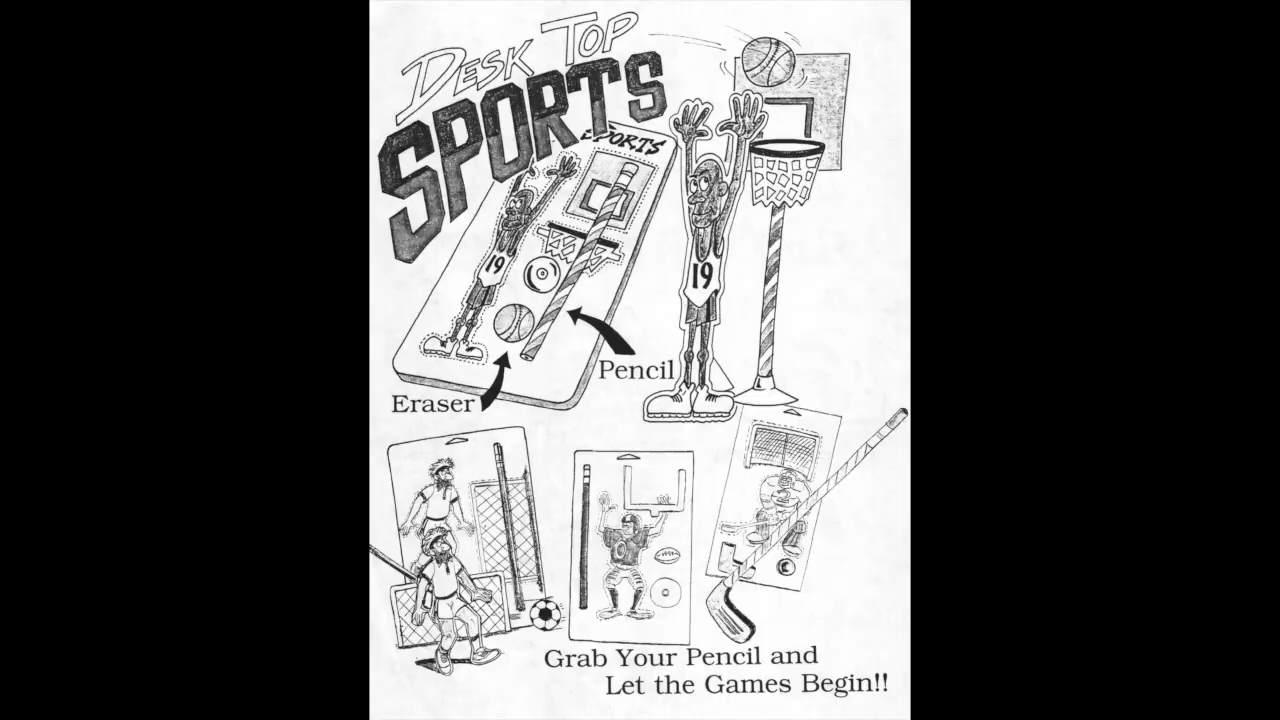 DESK TOP
SPORTS
SPORTS
19
19
Pencil
Eraser
Grab Your Pencil and
Let the Games Begin!!